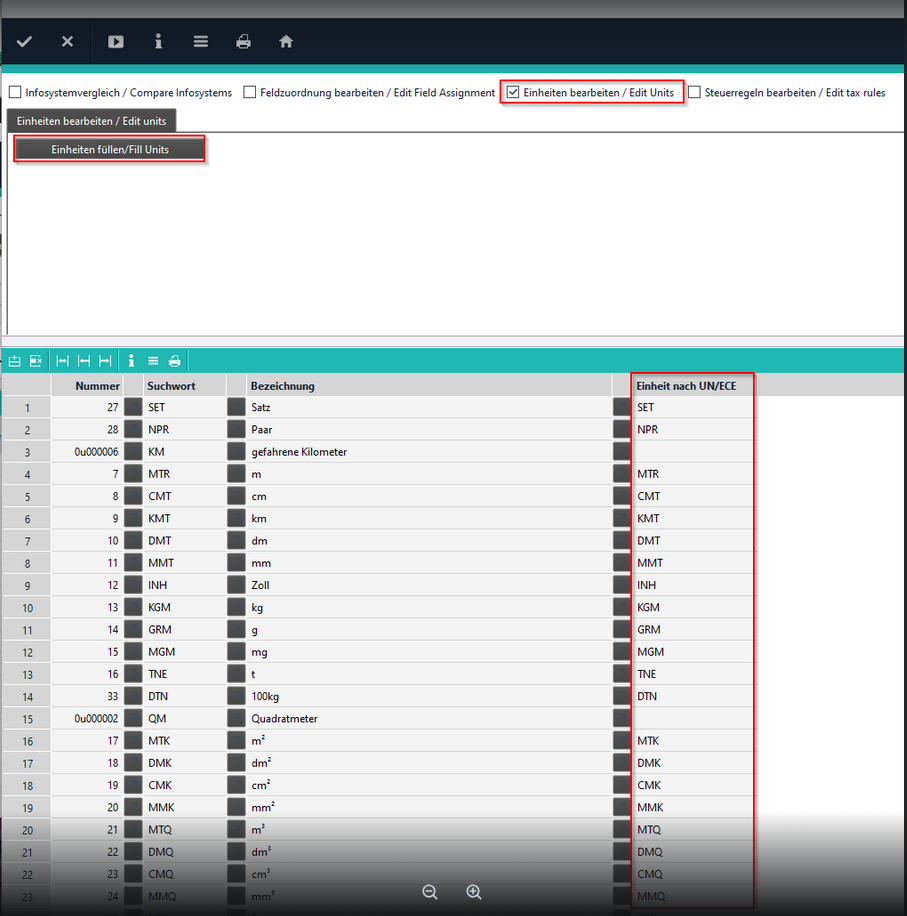 Infosystemvergleich / Compare Infosystems Feldzuordnung bearbeiten / Edit Field Assignment Einheiten bearbeiten / Edit Units Steuerregeln bearbeiten / Edit tax rules
Einheiten bearbeiten / Edit units
Einheiten füllen/Fill Units
Nummer Suchwort Bezeichnung Einheit nach UN/ECE
1 27 SET Satz SET
2 28 NPR Paar NPR
3 0u000006 KM gefahrene Kilometer
4 7 MTR m MTR
5 8 CMT cm CMT
6 9 KMT km KMT
7 10 DMT dm DMT
8 11 MMT mm MMT
9 12 INH Zoll INH
10 13 KGM kg KGM
11 14 GRM g GRM
12 15 MGM mg MGM
13 16 TNE t TNE
14 33 DTN 100kg DTN
15 0u000002 QM Quadratmeter
16 17 MTK m² MTK
17 18 DMK dm² DMK
18 19 CMK cm² CMK
19 20 MMK mm² MMK
20 21 MTQ m³ MTQ
21 22 DMQ dm³ DMQ
22 23 CMQ cm³ CMQ
23 24 MMQ mm³ MMQ